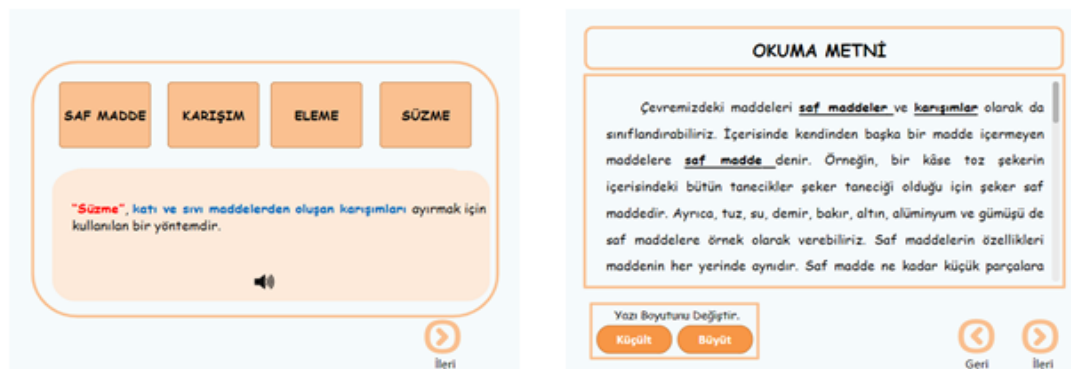 SAF MADDE
KARIŞIM
ELEME
SÜZME
"Süzme", katı ve sıvı maddelerden oluşan karışımları ayırmak için
kullanılan bir yöntemdir.
İleri
OKUMA METNİ
Çevremizdeki maddeleri saf maddeler ve karışımlar olarak da
sınıflandırabiliriz. İçerisinde kendinden başka bir madde içermeyen
maddelere saf madde denir. Örneğin, bir kâse toz şekerin
içerisindeki bütün tanecikler şeker taneciği olduğu için şeker saf
maddedir. Ayrıca, tuz, su, demir, bakır, altın, alüminyum ve gümüşü de
saf maddelere örnek olarak verebiliriz. Saf maddelerin özellikleri
maddenin her yerinde aynıdır. Saf madde ne kadar küçük parçalara
Yazı Boyutunu Değiştir.
Küçült
Büyüt
Geri
İleri